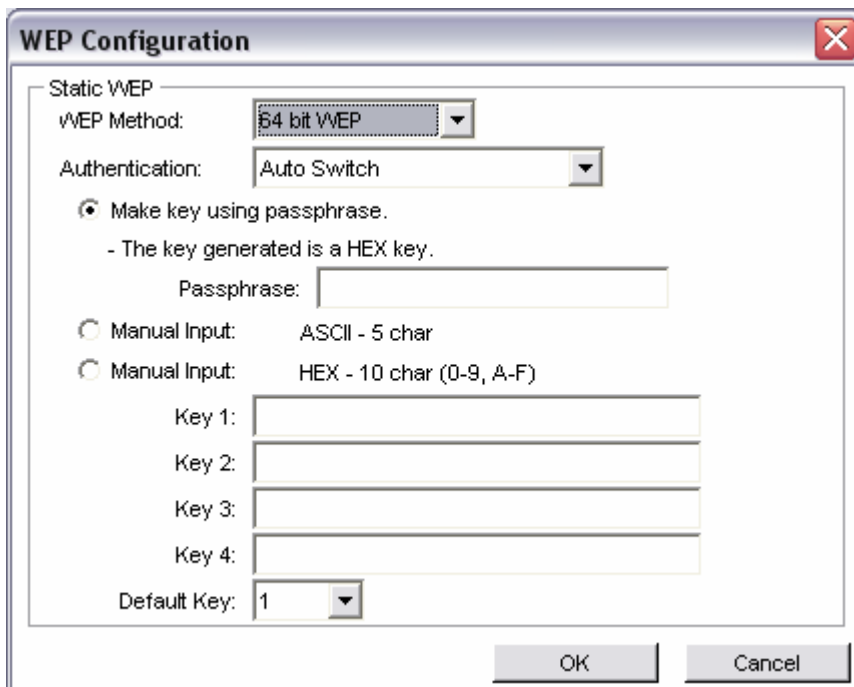 WEP Configuration
Static WEP
WEP Method: 64 bit WEP
Authentication: Auto Switch
Make key using passphrase.
- The key generated is a HEX key.
Passphrase:
Manual Input: ASCII - 5 char
Manual Input: HEX - 10 char (0-9, A-F)
Key 1:
Key 2:
Key 3:
Key 4:
Default Key: 1
OK Cancel